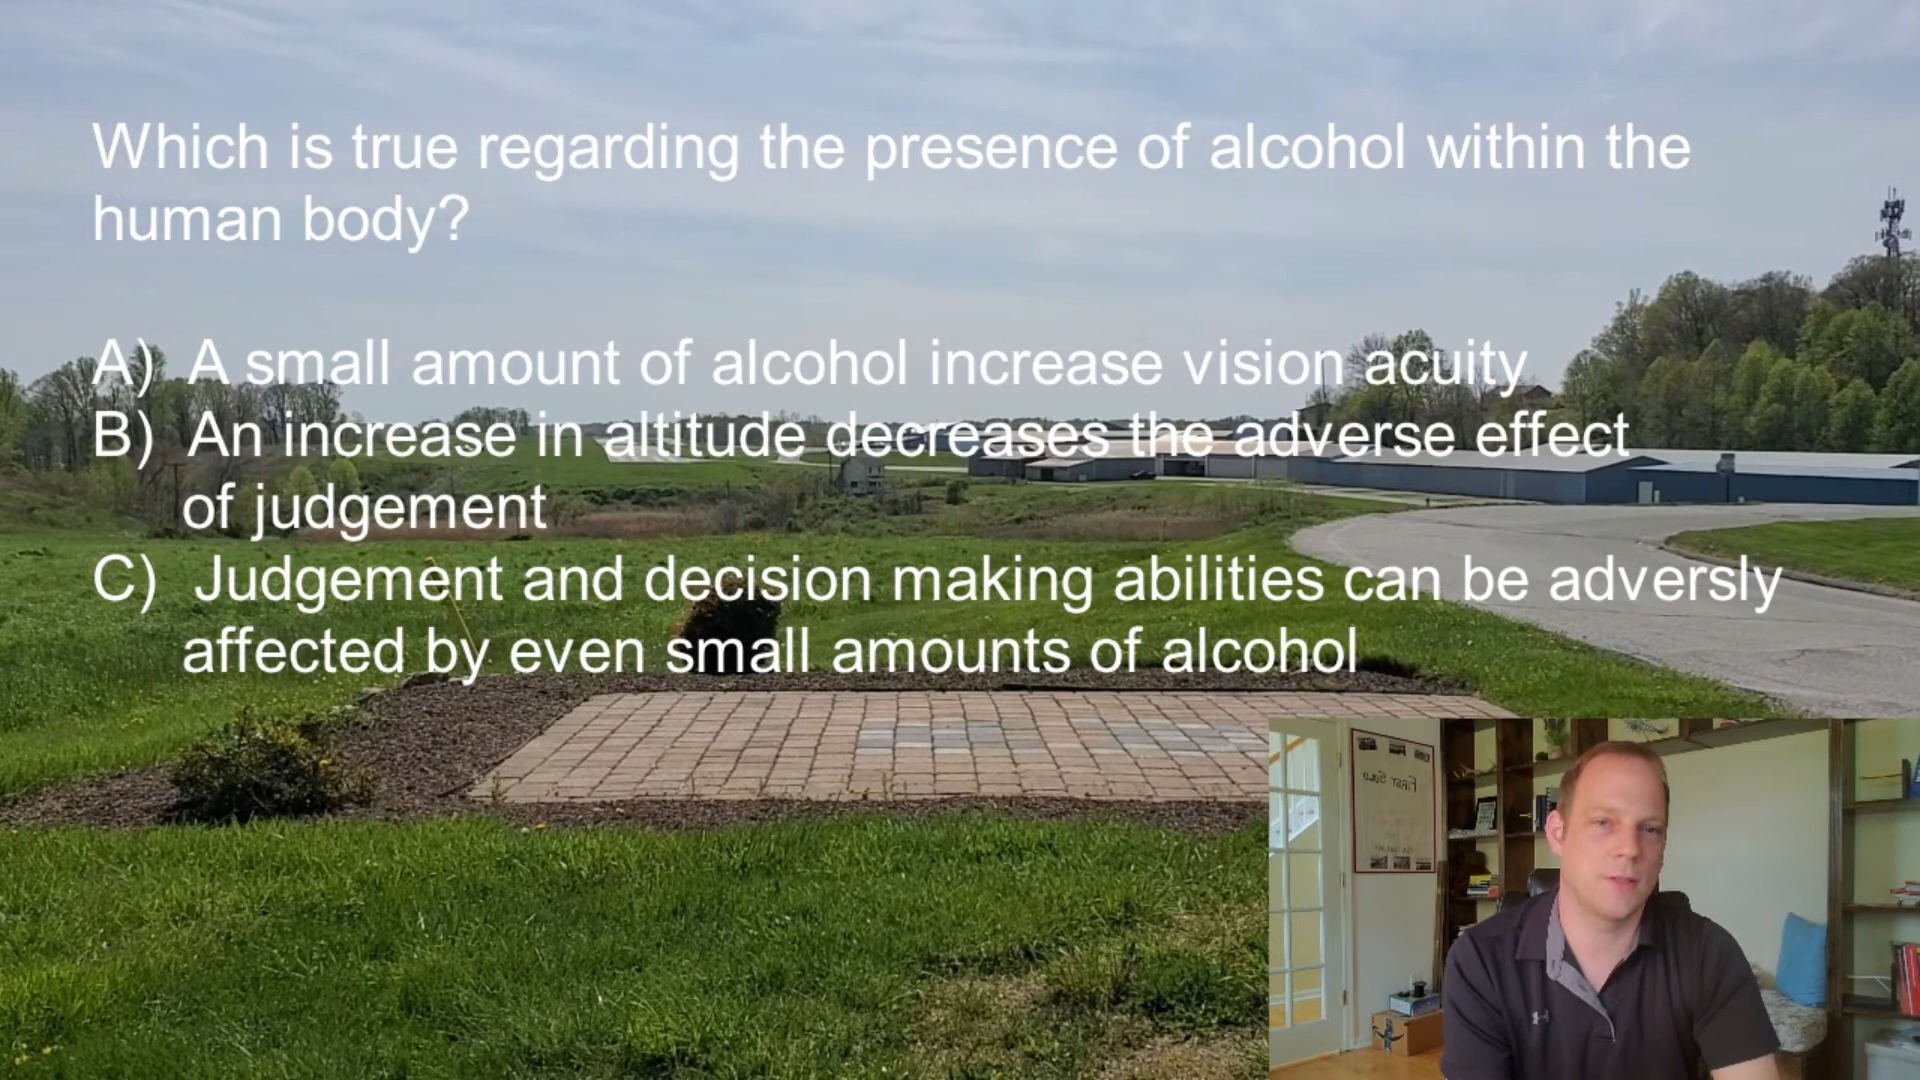 Which is true regarding the presence of alcohol within the
human body?
A) A small amount of alcohol increase vision acuity
B) An increase in altitude decreases the adverse effect
of judgement
C) Judgement and decision making abilities can be adversly
affected by even small amounts of alcohol
First Solo